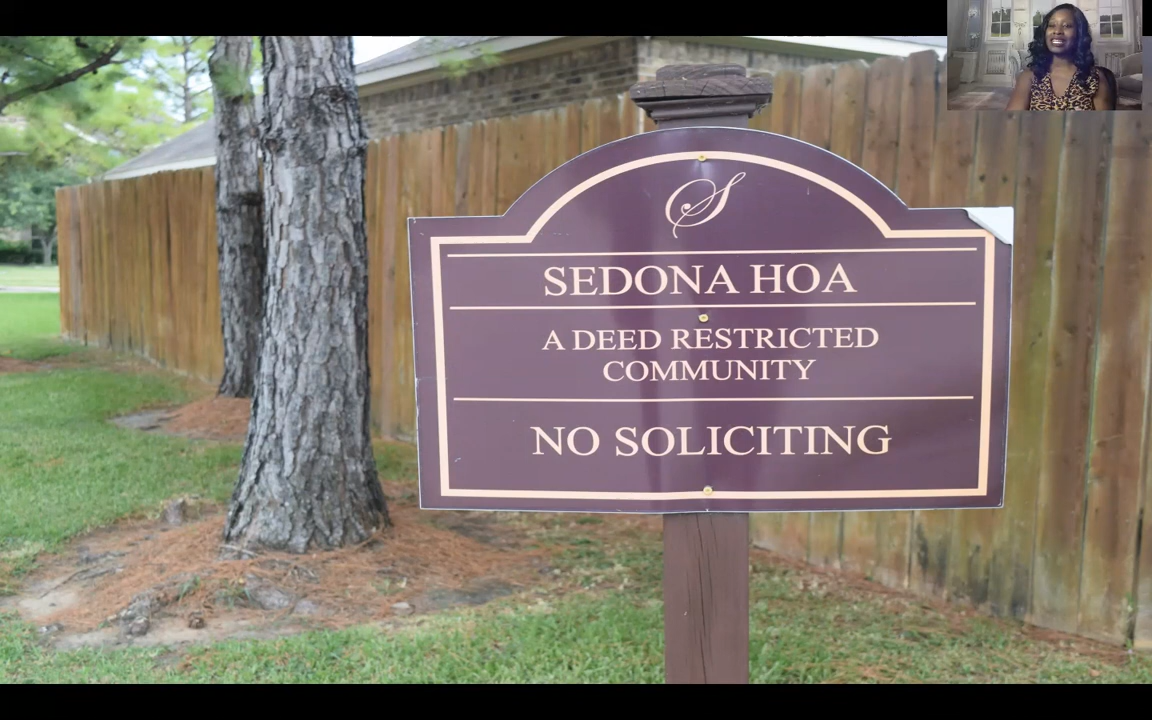 S
SEDONA HOA
A DEED RESTRICTED
COMMUNITY
NO SOLICITING